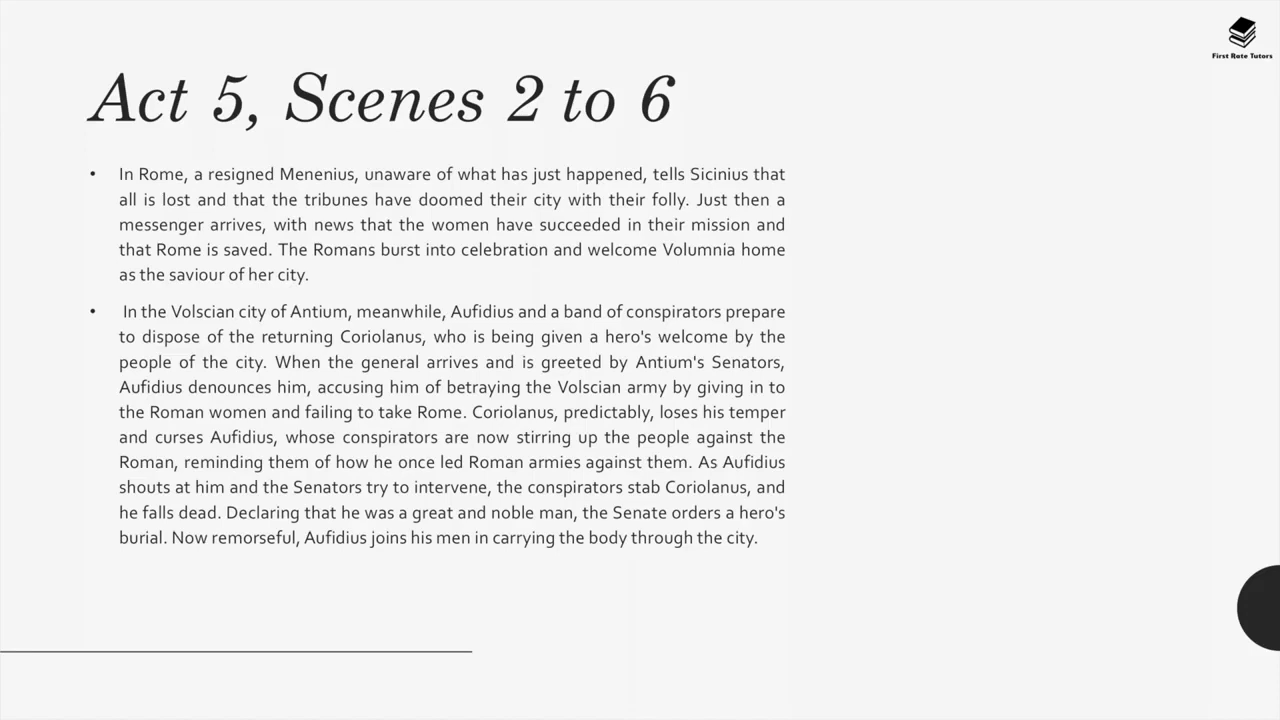 First Rate Tutors
Act 5, Scenes 2 to 6
• In Rome, a resigned Menenius, unaware of what has just happened, tells Sicinius that
all is lost and that the tribunes have doomed their city with their folly. Just then a
messenger arrives, with news that the women have succeeded in their mission and
that Rome is saved. The Romans burst into celebration and welcome Volumnia home
as the saviour of her city.
• In the Volscian city of Antium, meanwhile, Aufidius and a band of conspirators prepare
to dispose of the returning Coriolanus, who is being given a hero's welcome by the
people of the city. When the general arrives and is greeted by Antium's Senators,
Aufidius denounces him, accusing him of betraying the Volscian army by giving in to
the Roman women and failing to take Rome. Coriolanus, predictably, loses his temper
and curses Aufidius, whose conspirators are now stirring up the people against the
Roman, reminding them of how he once led Roman armies against them. As Aufidius
shouts at him and the Senators try to intervene, the conspirators stab Coriolanus, and
he falls dead. Declaring that he was a great and noble man, the Senate orders a hero's
burial. Now remorseful, Aufidius joins his men in carrying the body through the city.